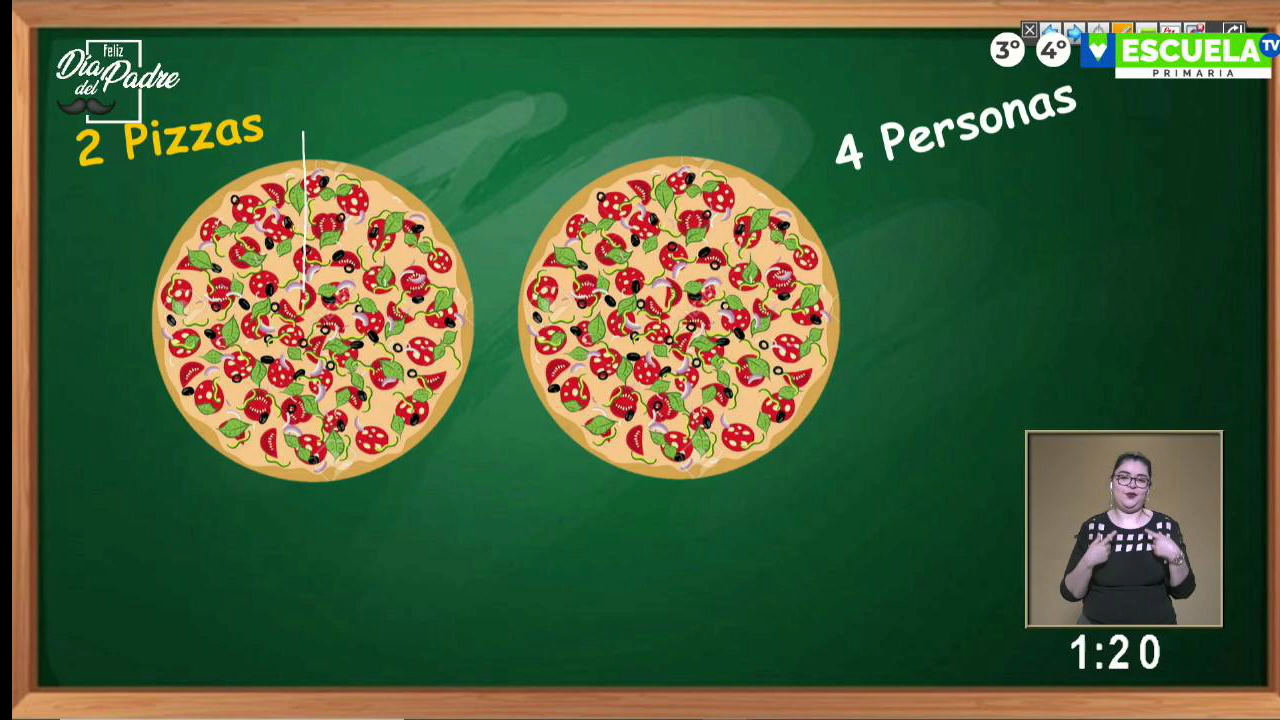 Feliz
Día
del Padre
2 Pizzas
4 Personas
3° 4° ESCUELA TV
PRIMARIA
1:20